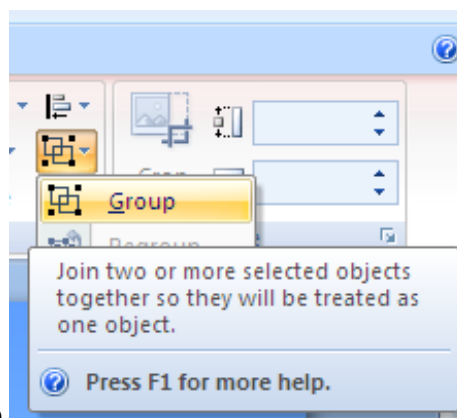 Group
Join two or more selected objects
together so they will be treated as
one object.
Press F1 for more help.